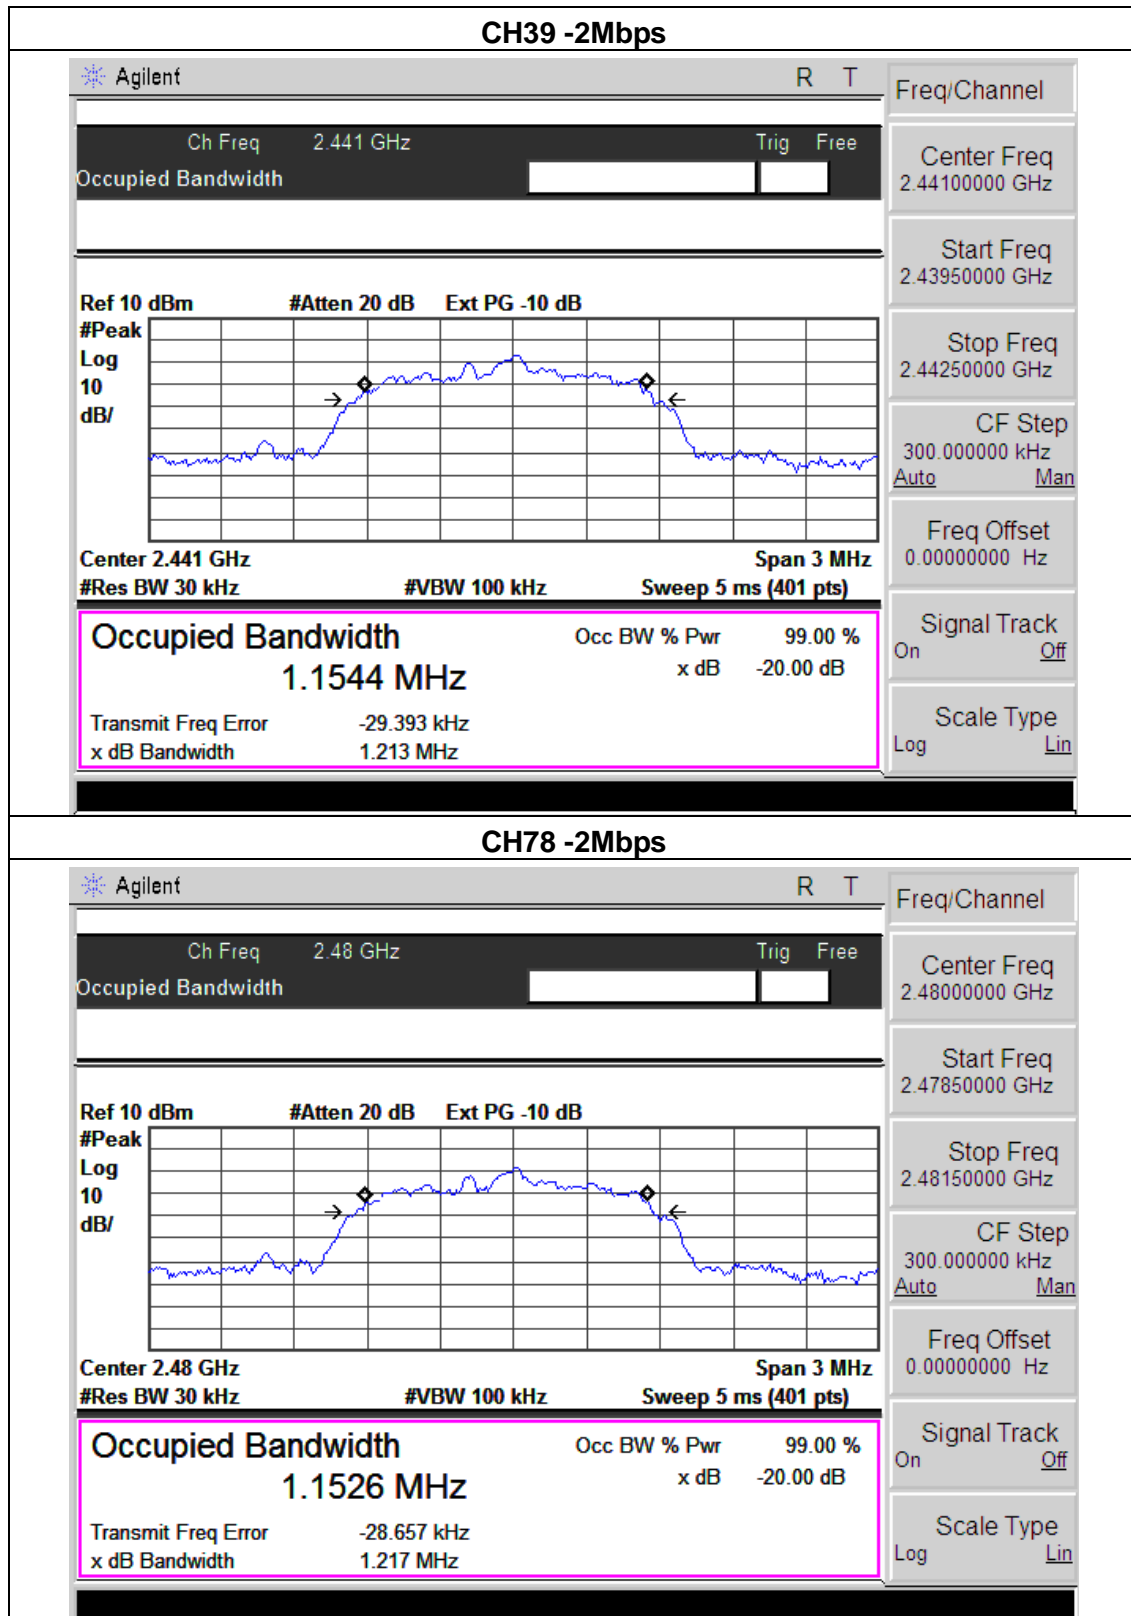 CH39 -2Mbps
Agilent R T
Freq/Channel
Ch Freq 2.441 GHz Trig Free
Occupied Bandwidth
Center Freq
2.44100000 GHz
Start Freq
2.43950000 GHz
Ref 10 dBm #Atten 20 dB Ext PG -10 dB
#Peak
Log
10
dB/
Stop Freq
2.44250000 GHz
CF Step
300.000000 kHz
Auto Man
Freq Offset
0.00000000 Hz
Center 2.441 GHz Span 3 MHz
#Res BW 30 kHz #VBW 100 kHz Sweep 5 ms (401 pts)
Occupied Bandwidth Occ BW % Pwr 99.00 %
1.1544 MHz x dB -20.00 dB
Transmit Freq Error -29.393 kHz
x dB Bandwidth 1.213 MHz
Signal Track
On Off
Scale Type
Log Lin
CH78 -2Mbps
Agilent R T
Freq/Channel
Ch Freq 2.48 GHz Trig Free
Occupied Bandwidth
Center Freq
2.48000000 GHz
Start Freq
2.47850000 GHz
Ref 10 dBm #Atten 20 dB Ext PG -10 dB
#Peak
Log
10
dB/
Stop Freq
2.48150000 GHz
CF Step
300.000000 kHz
Auto Man
Freq Offset
0.00000000 Hz
Center 2.48 GHz Span 3 MHz
#Res BW 30 kHz #VBW 100 kHz Sweep 5 ms (401 pts)
Occupied Bandwidth Occ BW % Pwr 99.00 %
1.1526 MHz x dB -20.00 dB
Transmit Freq Error -28.657 kHz
x dB Bandwidth 1.217 MHz
Signal Track
On Off
Scale Type
Log Lin